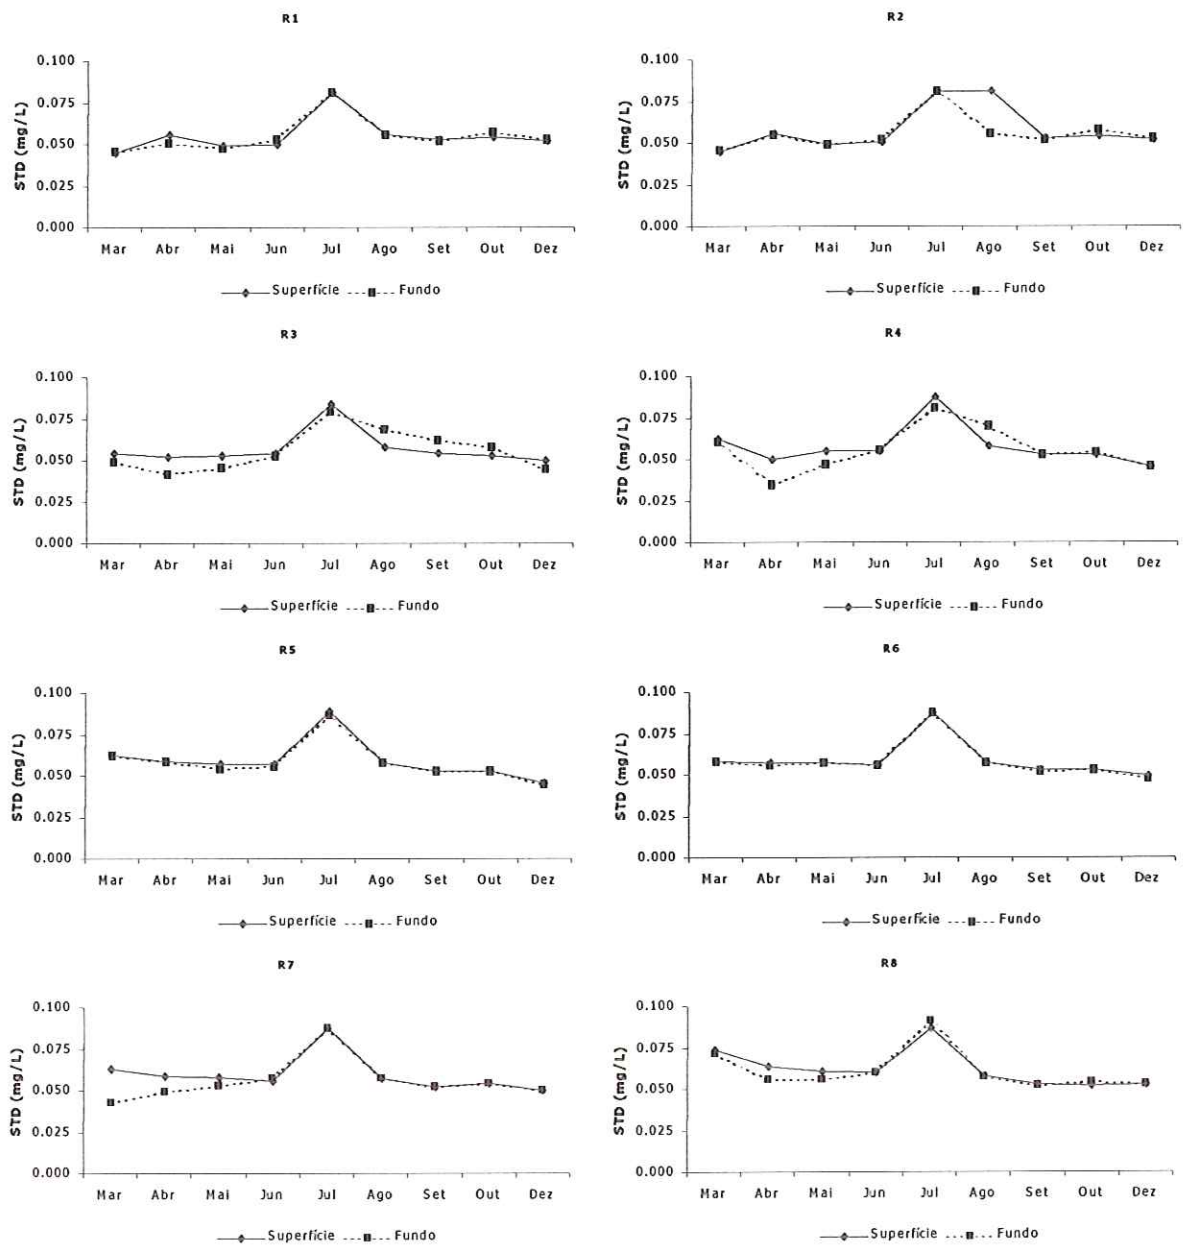 R1
STD (mg/L)
0.100
0.075
0.050
0.025
0.000
Mar Abr Mai Jun Jul Ago Set Out Dez
Superfície Fundo
R2
STD (mg/L)
0.100
0.075
0.050
0.025
0.000
Mar Abr Mai Jun Jul Ago Set Out Dez
Superfície Fundo
R3
STD (mg/L)
0.100
0.075
0.050
0.025
0.000
Mar Abr Mai Jun Jul Ago Set Out Dez
Superfície Fundo
R4
STD (mg/L)
0.100
0.075
0.050
0.025
0.000
Mar Abr Mai Jun Jul Ago Set Out Dez
Superfície Fundo
R5
STD (mg/L)
0.100
0.075
0.050
0.025
0.000
Mar Abr Mai Jun Jul Ago Set Out Dez
Superfície Fundo
R6
STD (mg/L)
0.100
0.075
0.050
0.025
0.000
Mar Abr Mai Jun Jul Ago Set Out Dez
Superfície Fundo
R7
STD (mg/L)
0.100
0.075
0.050
0.025
0.000
Mar Abr Mai Jun Jul Ago Set Out Dez
Superfície Fundo
R8
STD (mg/L)
0.100
0.075
0.050
0.025
0.000
Mar Abr Mai Jun Jul Ago Set Out Dez
Superfície Fundo